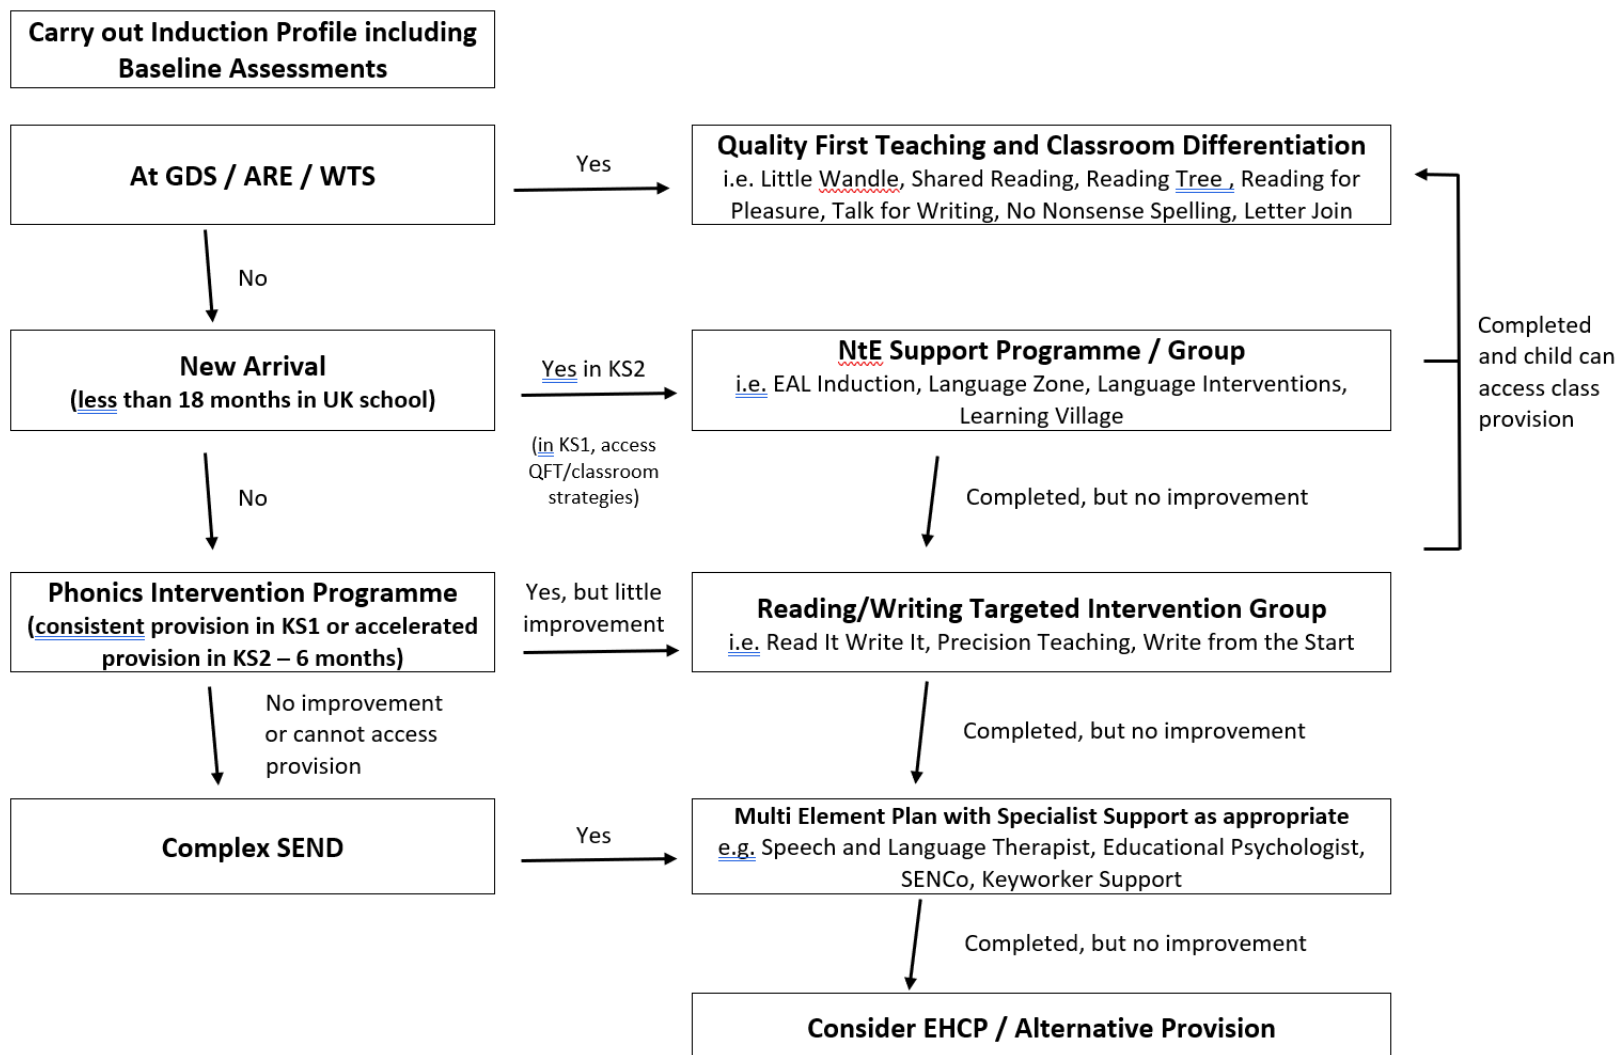 Carry out Induction Profile including
Baseline Assessments
At GDS / ARE / WTS
Yes
Quality First Teaching and Classroom Differentiation
i.e. Little Wandle, Shared Reading, Reading Tree , Reading for
Pleasure, Talk for Writing, No Nonsense Spelling, Letter Join
No
New Arrival
(less than 18 months in UK school)
Yes in KS2
(in KS1, access
QFT/classroom
strategies)
NtE Support Programme / Group
i.e. EAL Induction, Language Zone, Language Interventions,
Learning Village
Completed
and child can
access class
provision
No
Completed, but no improvement
Phonics Intervention Programme
(consistent provision in KS1 or accelerated
provision in KS2 – 6 months)
Yes, but little
improvement
Reading/Writing Targeted Intervention Group
i.e. Read It Write It, Precision Teaching, Write from the Start
No improvement
or cannot access
provision
Completed, but no improvement
Complex SEND
Yes
Multi Element Plan with Specialist Support as appropriate
e.g. Speech and Language Therapist, Educational Psychologist,
SENCo, Keyworker Support
Completed, but no improvement
Consider EHCP / Alternative Provision